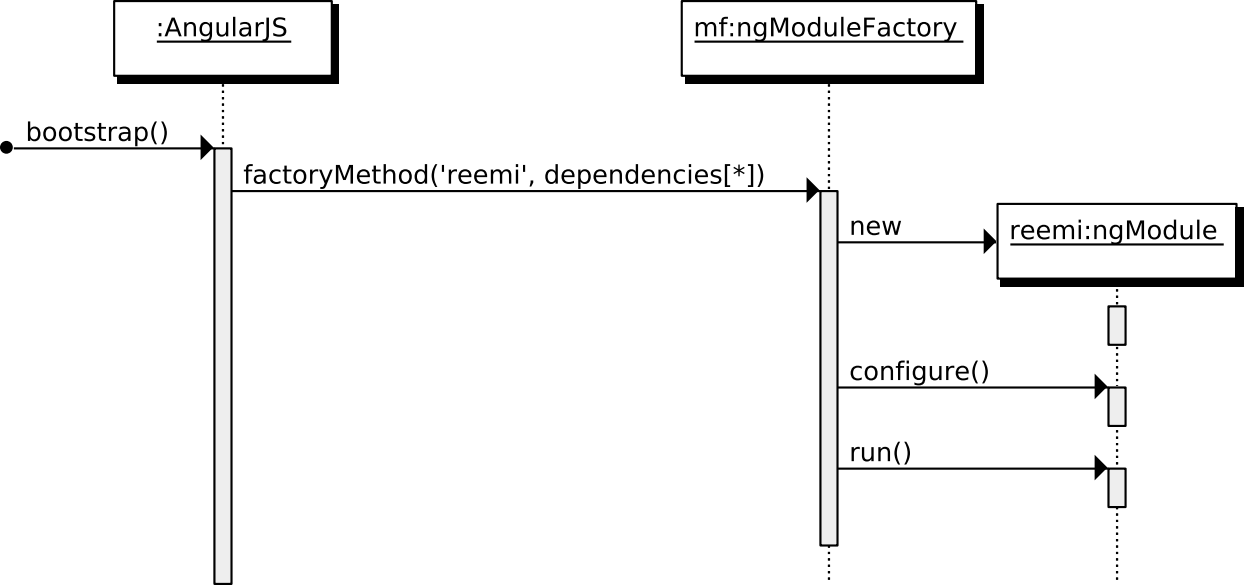 :AngularJS
mf:ngModuleFactory
bootstrap()
factoryMethod('reemi', dependencies[*])
new
reemi:ngModule
configure()
run()